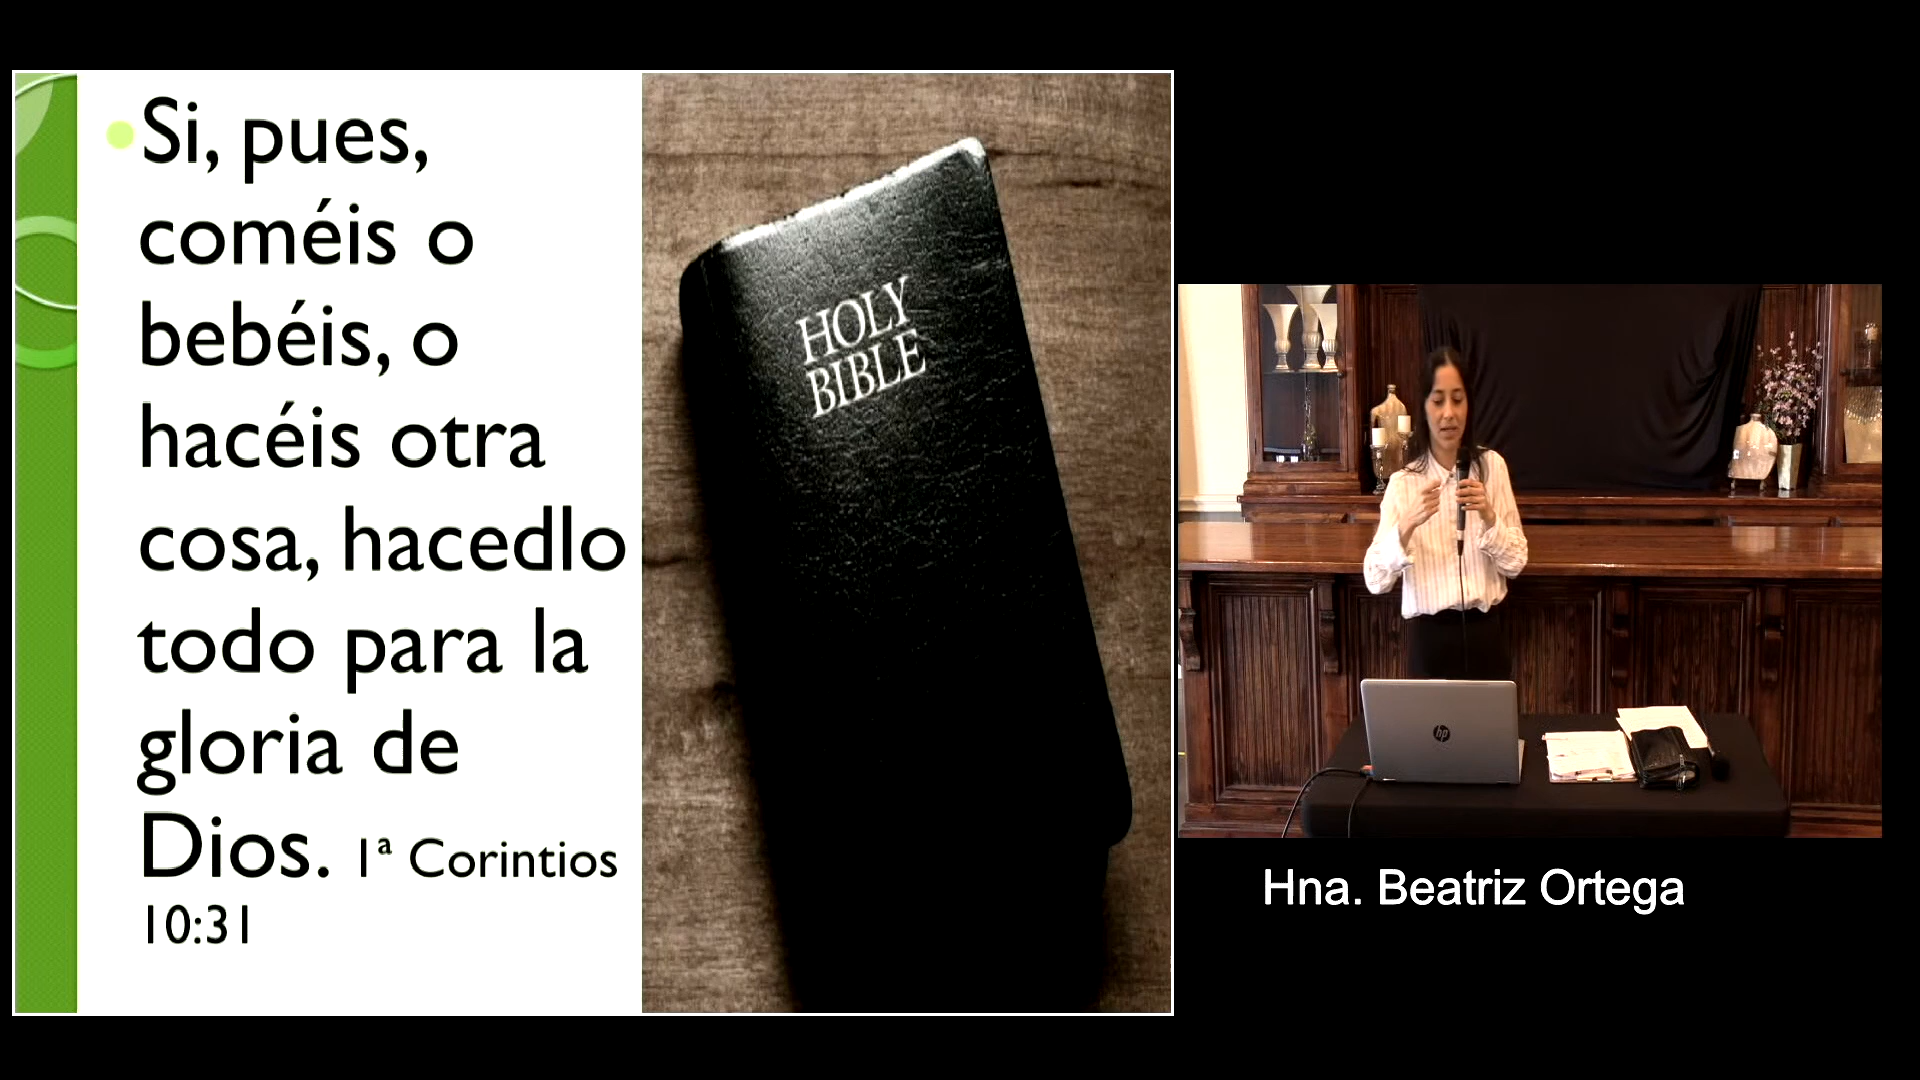 Si, pues,
coméis o
bebéis, o
hacéis otra
cosa, hacedlo
todo para la
gloria de
Dios. 1ª Corintios
10:31
HOLY
BIBLE
hp
Hna. Beatriz Ortega